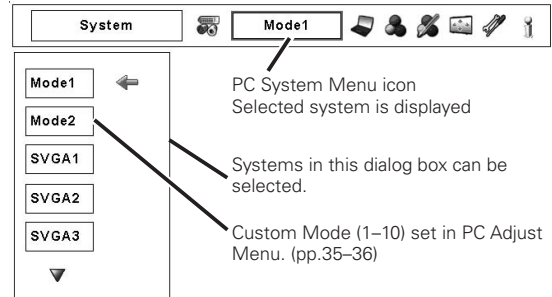 System
Mode1
Mode1
Mode2
SVGA1
SVGA2
SVGA3
PC System Menu icon
Selected system is displayed
Systems in this dialog box can be
selected.
Custom Mode (1–10) set in PC Adjust
Menu. (pp.35–36)